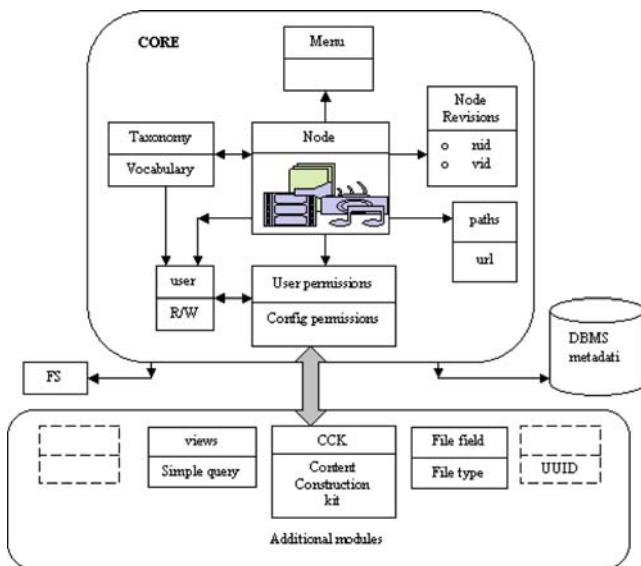 CORE
Menu
Node
Revisions
nid
vid
Taxonomy
Vocabulary
Node
paths
url
user
R/W
User permissions
Config permissions
DBMS
metadati
FS
views
Simple query
CCK
Content
Construction
kit
File field
File type
UUID
Additional modules